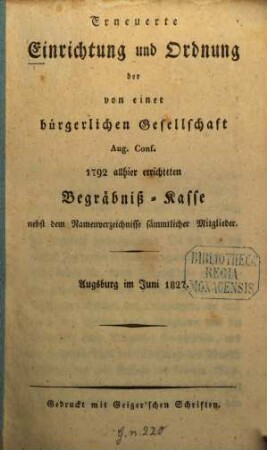 Erneuerte
Einrichtung und Ordnung
der
von einer
bürgerlichen Gesellschaft
Aug. Conf.
1792 allhier errichteten
Begräbniß-Kasse
nebst dem Namenverzeichnisse sämmtlicher Mitglieder.
Augsburg im Juni 1827.
BIBLIOTHECA
REGIA
MONACENSIS
Gedruckt mit Geiger'schen Schriften.
J. n. 220